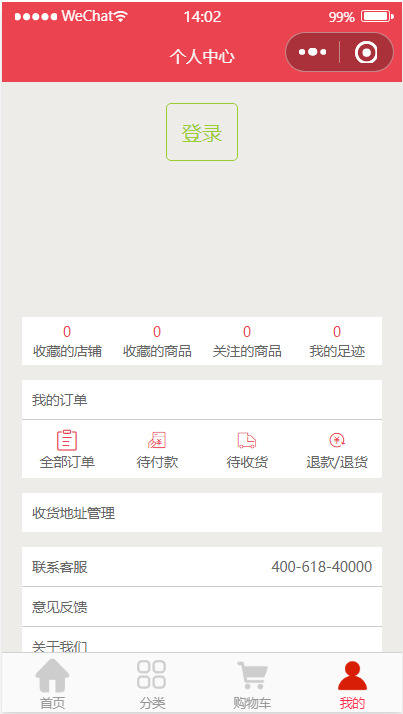 WeChat 14:02 99%
个人中心
登录
0 0 0 0
收藏的店铺 收藏的商品 关注的商品 我的足迹
我的订单
全部订单 待付款 待收货 退款/退货
收货地址管理
联系客服 400-618-40000
意见反馈
关于我们
首页 分类 购物车 我的